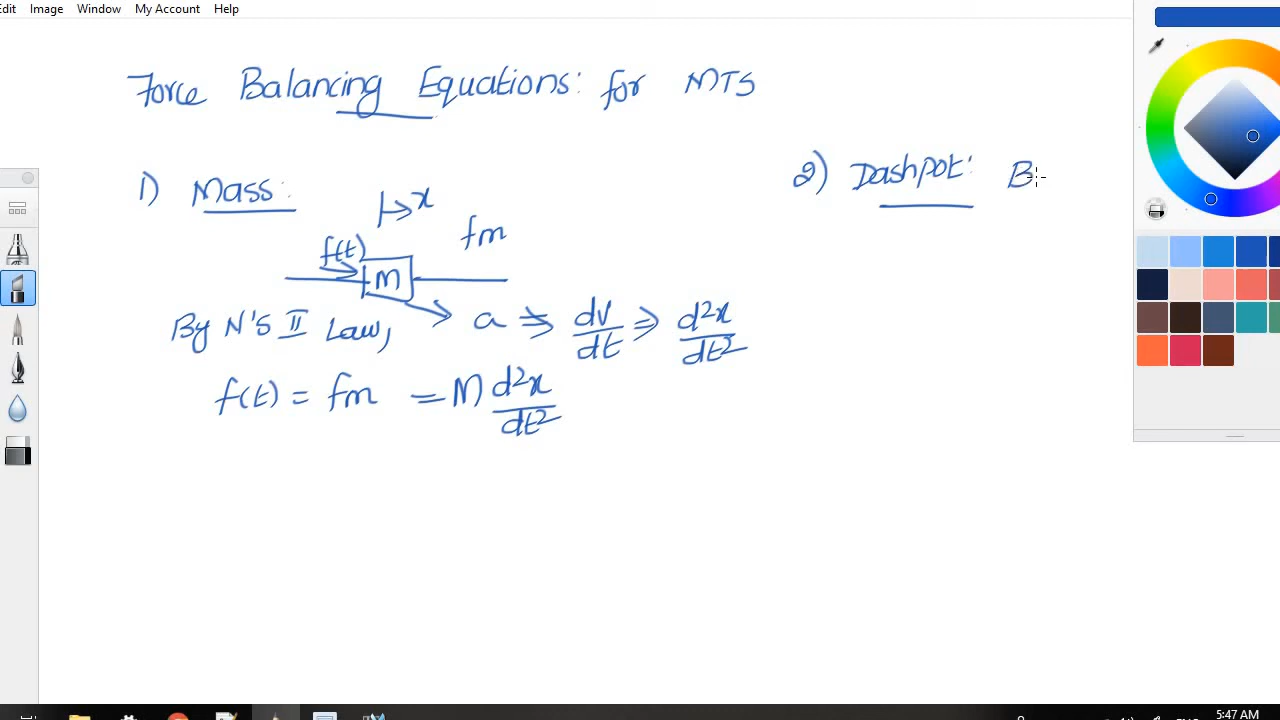 Edit Image Window My Account Help
Force Balancing Equations: for MTS
1) Mass:
x
f(t)
fm
M
By N's II Law,
a ⇒ dv/dt ⇒ d²x/dt²
f(t) = fm = M d²x/dt²
2) Dashpot: B
5:47 AM